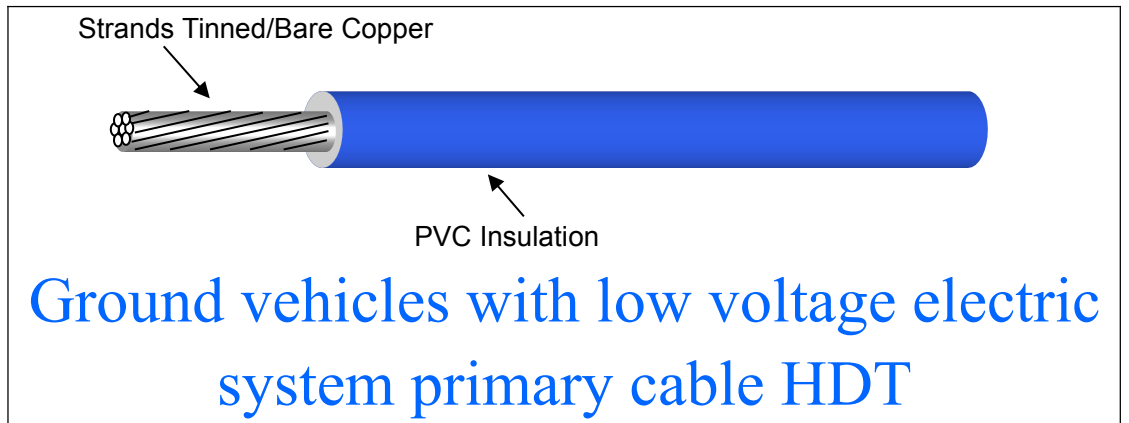 Strands Tinned/Bare Copper
PVC Insulation
Ground vehicles with low voltage electric
system primary cable HDT